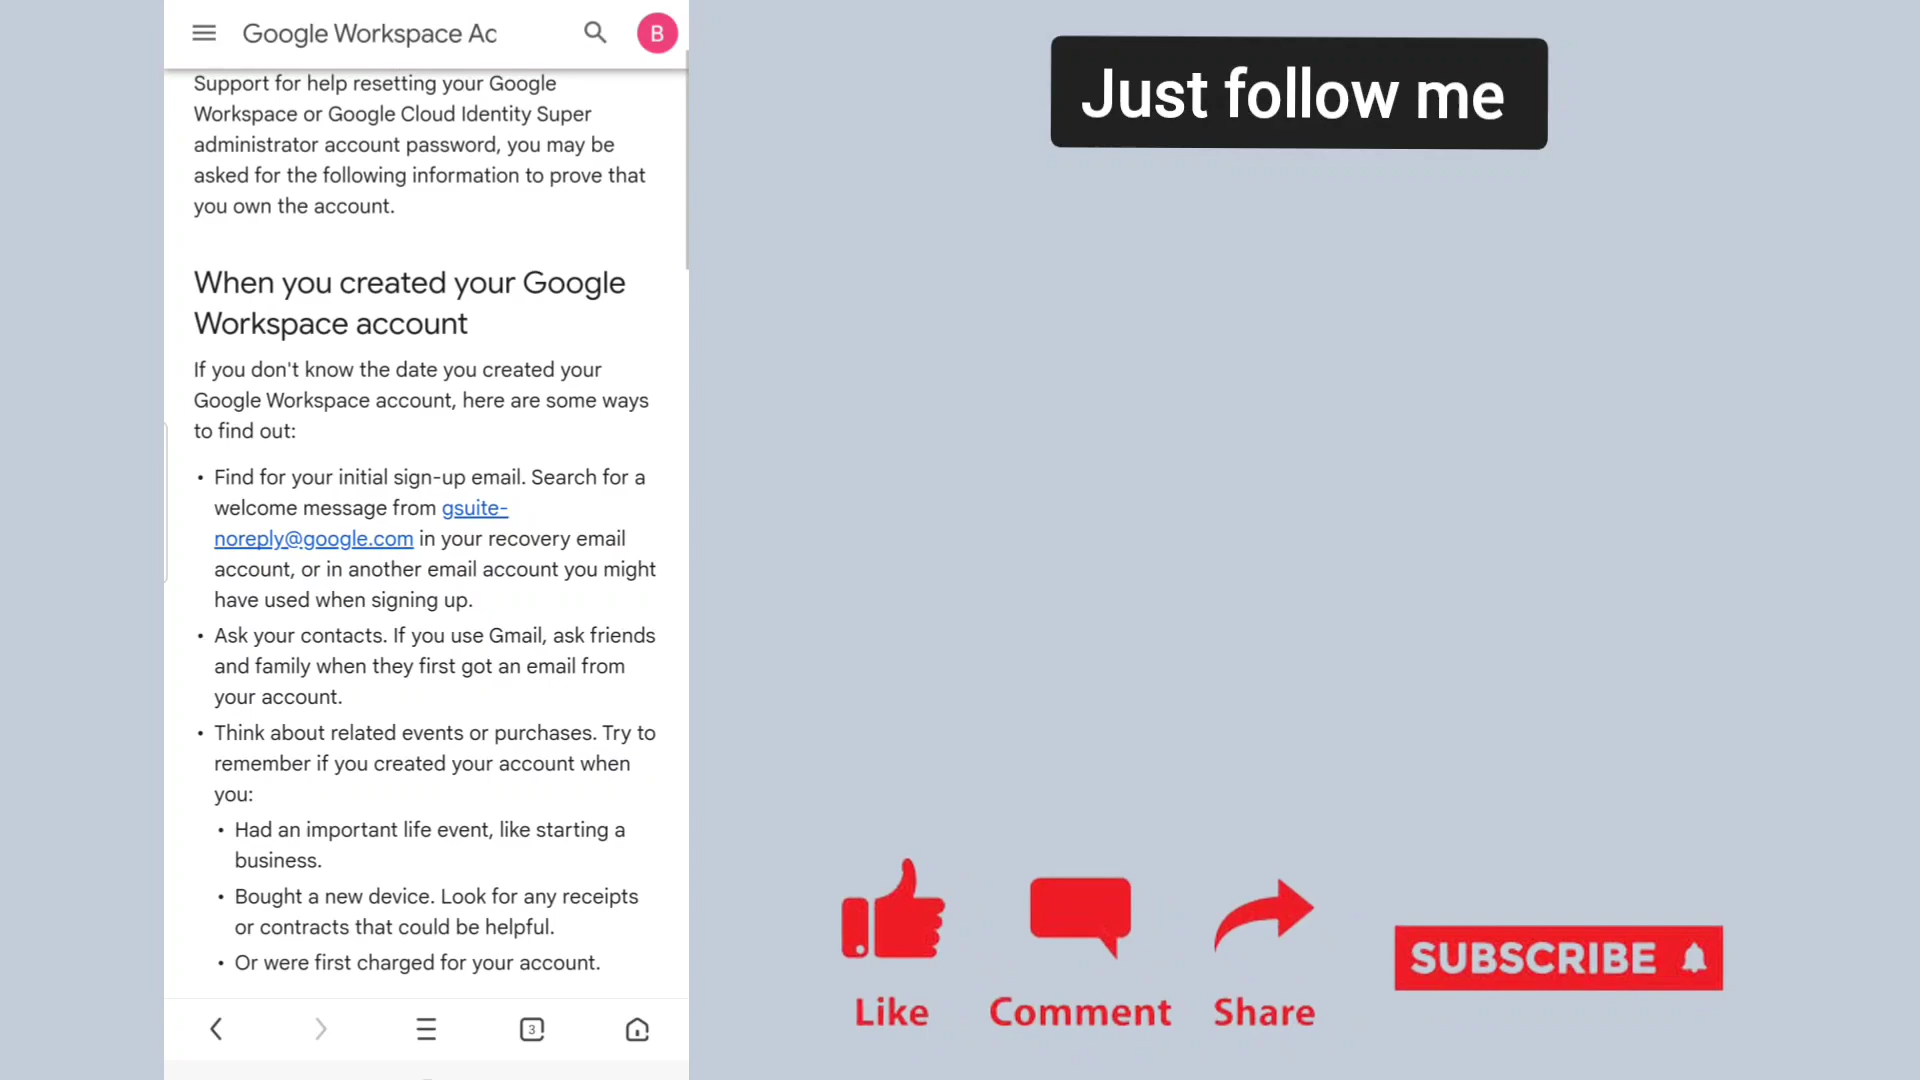 Google Workspace Ac
B
Support for help resetting your Google
Workspace or Google Cloud Identity Super
administrator account password, you may be
asked for the following information to prove that
you own the account.
When you created your Google
Workspace account
If you don't know the date you created your
Google Workspace account, here are some ways
to find out:
• Find for your initial sign-up email. Search for a
welcome message from gsuite-
noreply@google.com in your recovery email
account, or in another email account you might
have used when signing up.
• Ask your contacts. If you use Gmail, ask friends
and family when they first got an email from
your account.
• Think about related events or purchases. Try to
remember if you created your account when
you:
• Had an important life event, like starting a
business.
• Bought a new device. Look for any receipts
or contracts that could be helpful.
• Or were first charged for your account.
3
Just follow me
Like
Comment
Share
SUBSCRIBE